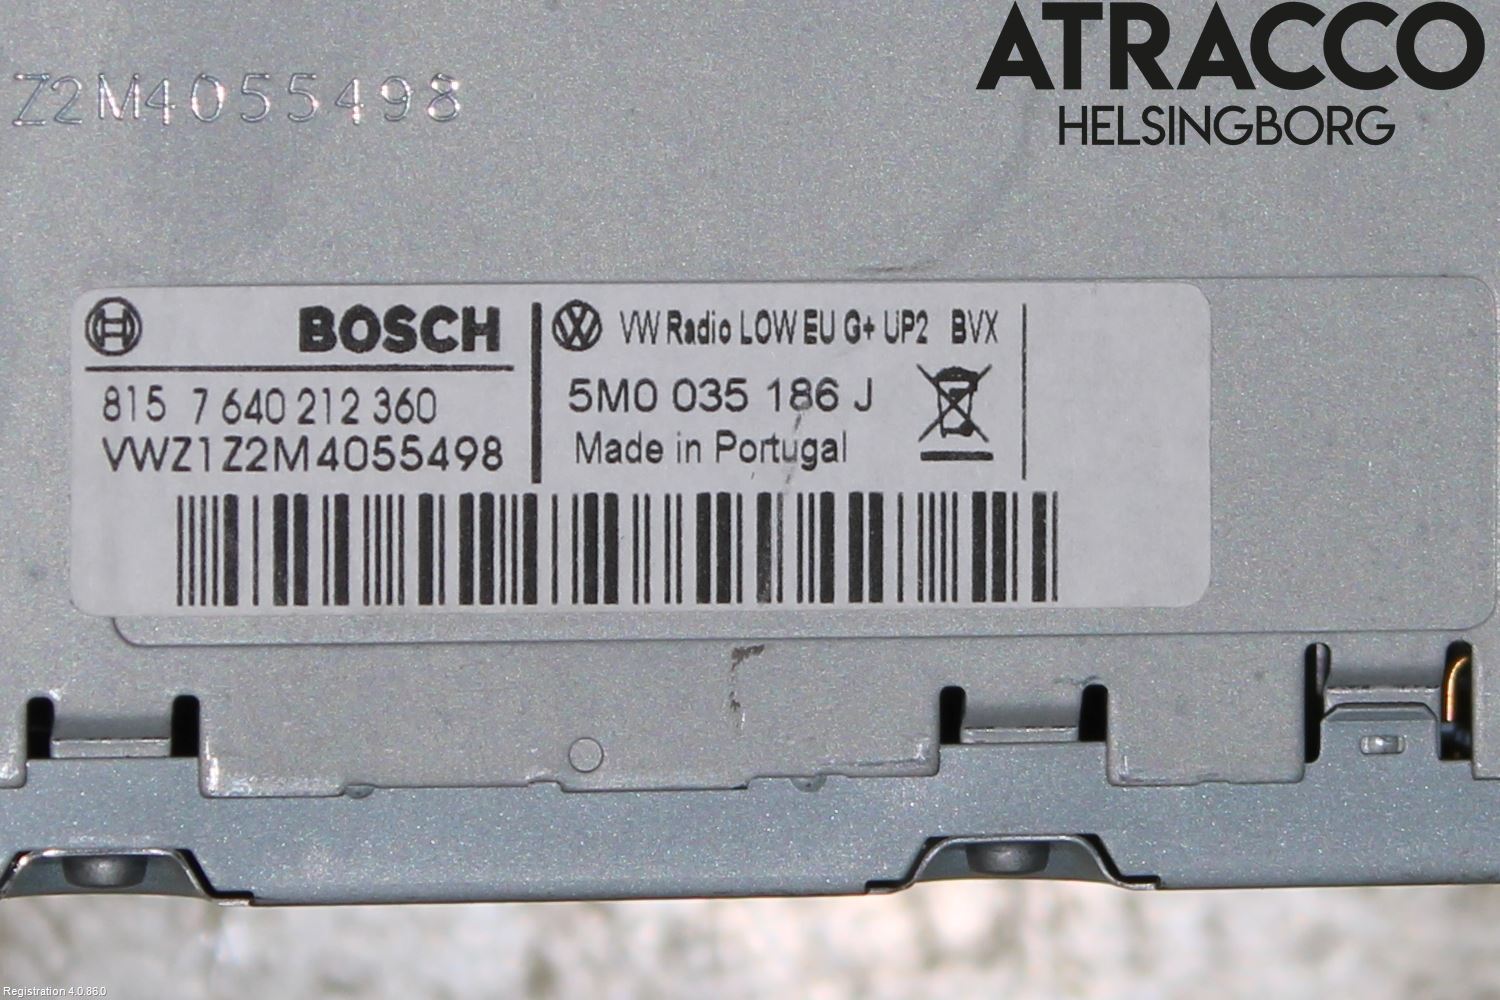 ATRACCO
HELSINGBORG
Z2M4055498
BOSCH
VW Radio LOW EU G+ UP2 BVX
815 7 640 212 360
5M0 035 186 J
VWZ1Z2M4055498
Made in Portugal
Registration 4.0.86.0